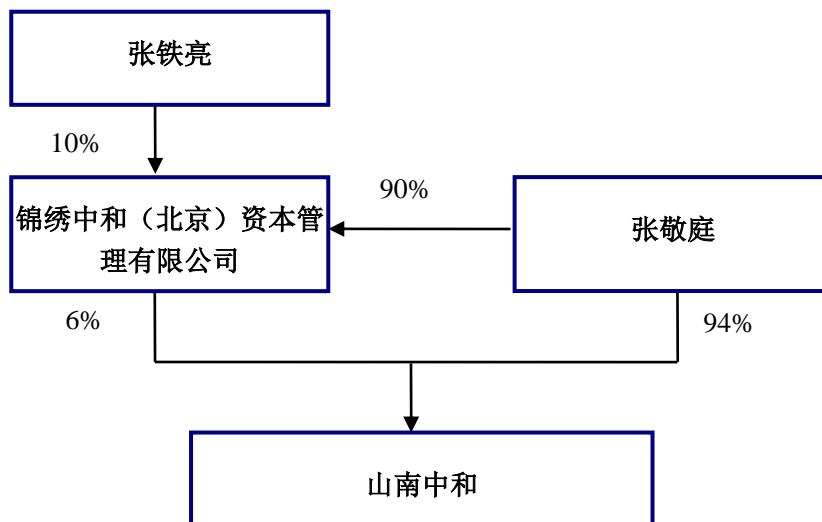 张铁亮
10%
90%
锦绣中和（北京）资本管
理有限公司
张敬庭
6%
94%
山南中和